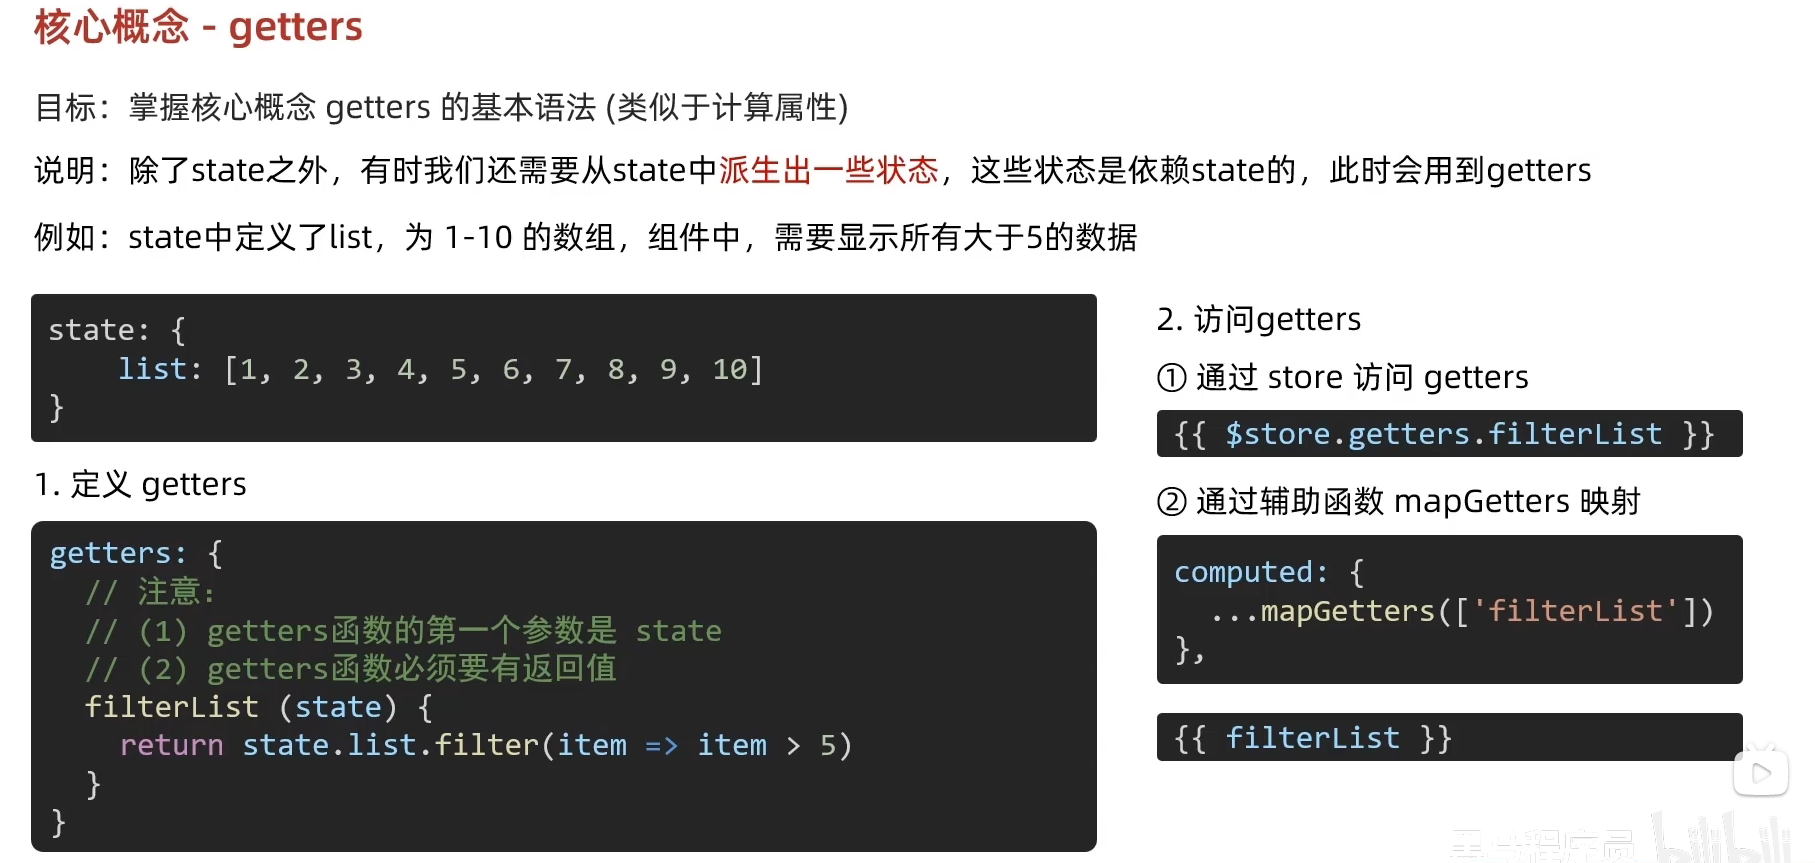 核心概念 - getters
目标：掌握核心概念 getters 的基本语法 (类似于计算属性)
说明：除了state之外，有时我们还需要从state中派生出一些状态，这些状态是依赖state的，此时会用到getters
例如：state中定义了list，为 1-10 的数组，组件中，需要显示所有大于5的数据
state: {
    list: [1, 2, 3, 4, 5, 6, 7, 8, 9, 10]
}
1. 定义 getters
getters: {
  // 注意：
  // (1) getters函数的第一个参数是 state
  // (2) getters函数必须要有返回值
  filterList (state) {
    return state.list.filter(item => item > 5)
  }
}
2. 访问getters
① 通过 store 访问 getters
{{ $store.getters.filterList }}
② 通过辅助函数 mapGetters 映射
computed: {
  ...mapGetters(['filterList'])
},
{{ filterList }}
黑马程序员 bilibili